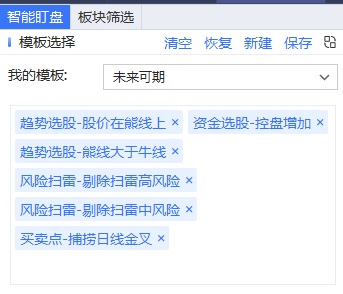 智能盯盘 板块筛选
模板选择 清空 恢复 新建 保存
我的模板: 未来可期
趋势选股-股价在熊线上 × 资金选股-控盘增加 ×
趋势选股-熊线大于牛线 ×
风险扫雷-剔除扫雷高风险 ×
风险扫雷-剔除扫雷中风险 ×
买卖点-捕捞日线金叉 ×